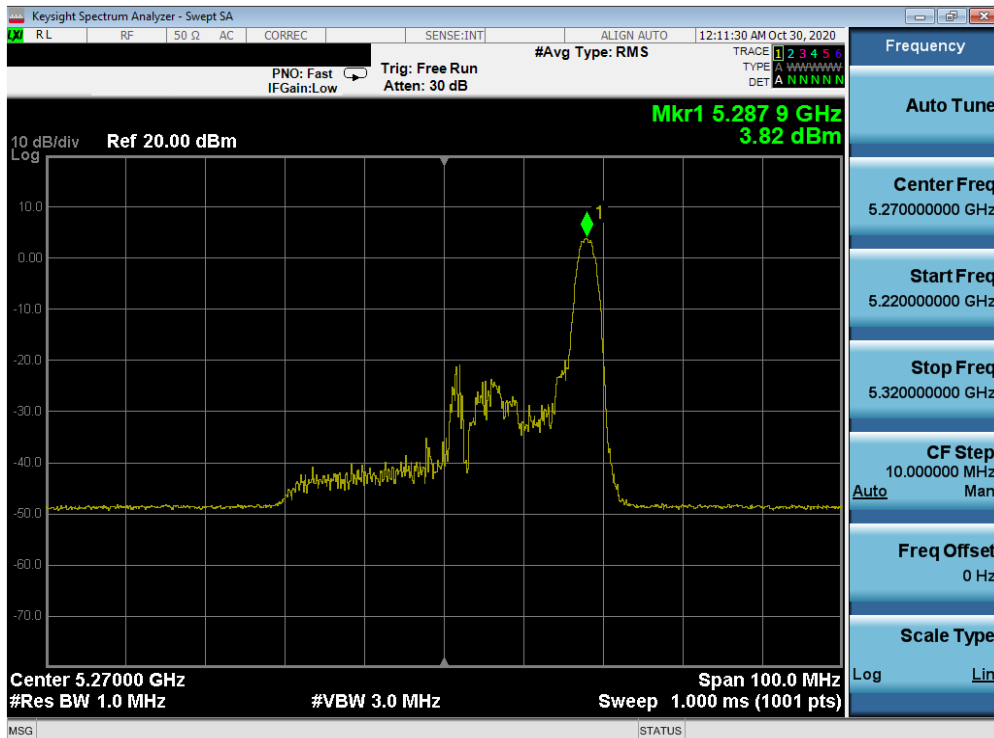 Keysight Spectrum Analyzer - Swept SA
LXI RL RF 50 Ω AC CORREC SENSE:INT ALIGN AUTO 12:11:30 AM Oct 30, 2020
#Avg Type: RMS
TRACE 1 2 3 4 5 6
TYPE A WWWWW
DET A N N N N N
PNO: Fast
IFGain:Low
Trig: Free Run
Atten: 30 dB
Mkr1 5.287 9 GHz
3.82 dBm
10 dB/div
Log
Ref 20.00 dBm
1
10.0
0.00
-10.0
-20.0
-30.0
-40.0
-50.0
-60.0
-70.0
Center 5.27000 GHz
#Res BW 1.0 MHz
#VBW 3.0 MHz
Span 100.0 MHz
Sweep 1.000 ms (1001 pts)
MSG
STATUS
Frequency
Auto Tune
Center Freq
5.270000000 GHz
Start Freq
5.220000000 GHz
Stop Freq
5.320000000 GHz
CF Step
10.000000 MHz
Auto Man
Freq Offset
0 Hz
Scale Type
Log Lin